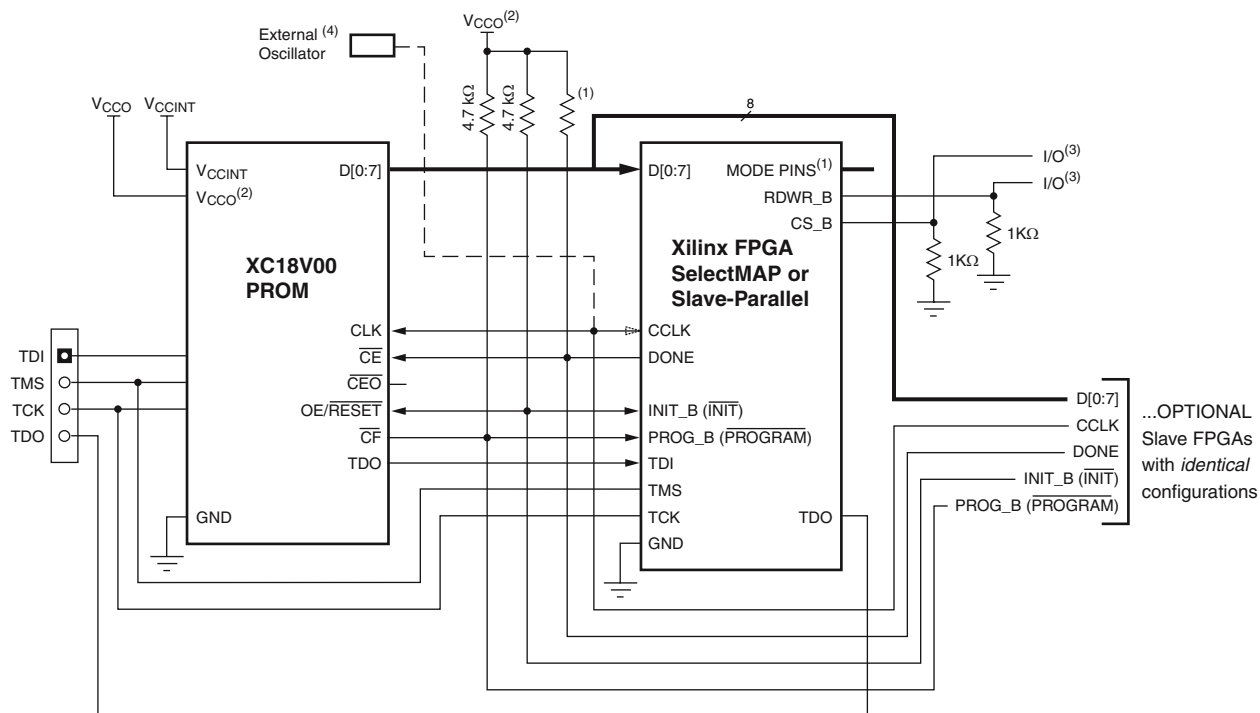 External (4)
Oscillator
VCCO(2)
VCCO VCCINT
4.7 kΩ
4.7 kΩ
(1)
8
VCCINT
VCCO(2)
D[0:7]
XC18V00
PROM
CLK
CE
CEO
OE/RESET
CF
TDO
GND
D[0:7]
MODE PINS(1)
RDWR_B
CS_B
Xilinx FPGA
SelectMAP or
Slave-Parallel
CCLK
DONE
INIT_B (INIT)
PROG_B (PROGRAM)
TDI
TMS
TCK
TDO
GND
I/O(3)
I/O(3)
1KΩ
1KΩ
TDI
TMS
TCK
TDO
D[0:7]
CCLK
DONE
INIT_B (INIT)
PROG_B (PROGRAM)
...OPTIONAL
Slave FPGAs
with identical
configurations